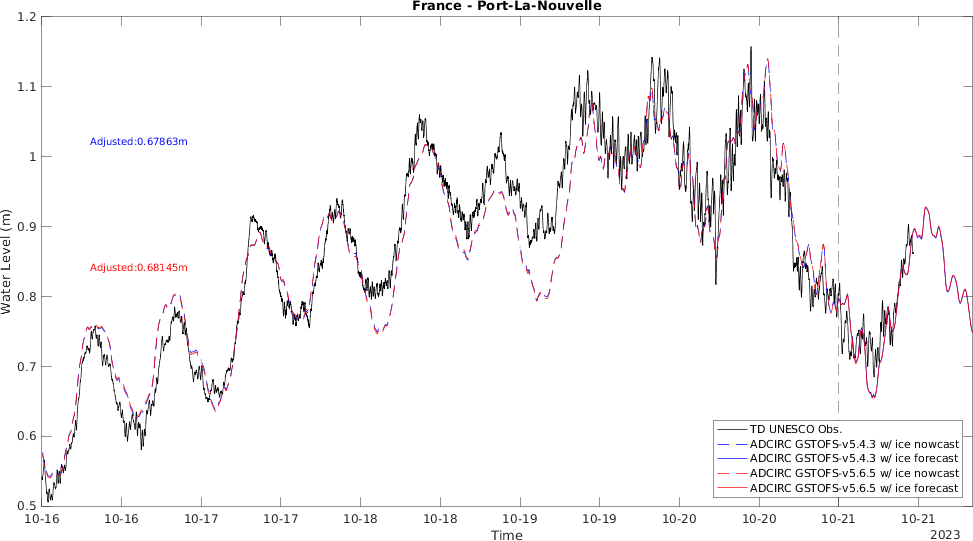 France - Port-La-Nouvelle
1.2
1.1
1
0.9
0.8
0.7
0.6
0.5
Water Level (m)
Adjusted:0.67863m
Adjusted:0.68145m
TD UNESCO Obs.
ADCIRC GSTOFS-v5.4.3 w/ ice nowcast
ADCIRC GSTOFS-v5.4.3 w/ ice forecast
ADCIRC GSTOFS-v5.6.5 w/ ice nowcast
ADCIRC GSTOFS-v5.6.5 w/ ice forecast
10-16 10-16 10-17 10-17 10-18 10-18 10-19 10-19 10-20 10-20 10-21 10-21
Time
2023